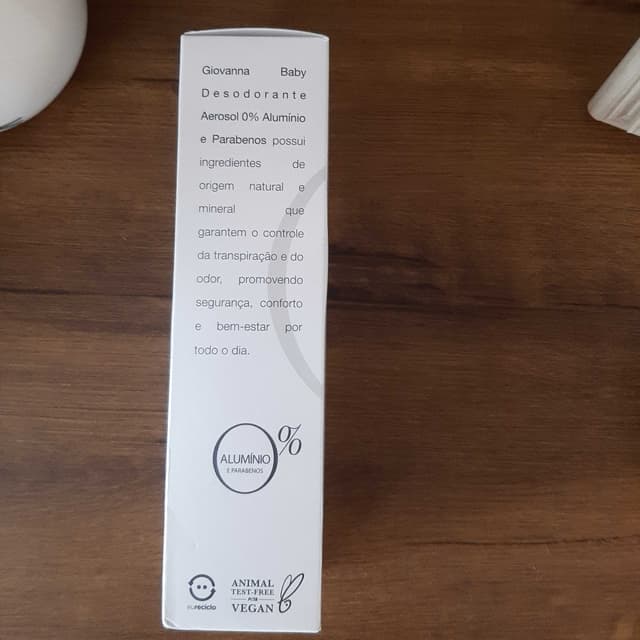 Giovanna Baby
Desodorante
Aerosol 0% Alumínio
e Parabenos possui
ingredientes de
origem natural e
mineral que
garantem o controle
da transpiração e do
odor, promovendo
segurança, conforto
e bem-estar por
todo o dia.
0%
ALUMÍNIO
E PARABENOS
eureciclo
ANIMAL
TEST-FREE
VEGAN